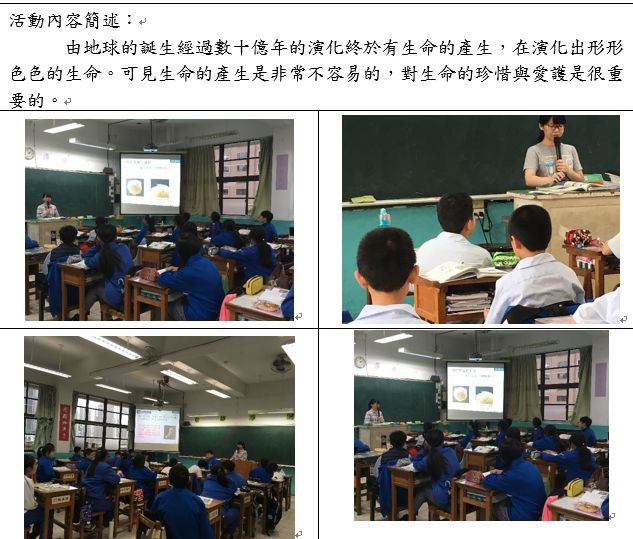 活動內容簡述：
由地球的誕生經過數十億年的演化終於有生命的產生，在演化出形形
色色的生命。可見生命的產生是非常不容易的，對生命的珍惜與愛護是很重
要的。